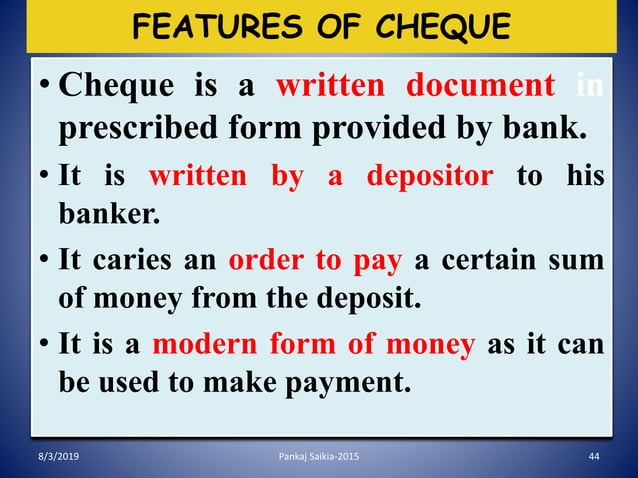 FEATURES OF CHEQUE
• Cheque is a written document in
prescribed form provided by bank.
• It is written by a depositor to his
banker.
• It caries an order to pay a certain sum
of money from the deposit.
• It is a modern form of money as it can
be used to make payment.
8/3/2019 Pankaj Saikia-2015 44